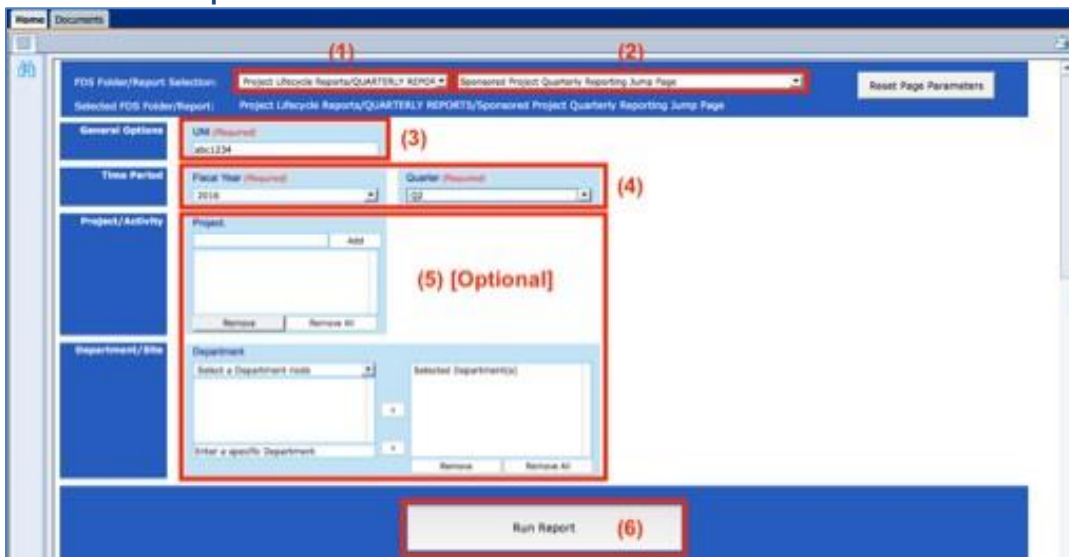 Home Documents
(1) (2)
FDS Folder/Report Selection: Project Lifecycle Reports/QUARTERLY REPOR Sponsored Project Quarterly Reporting Jump Page Reset Page Parameters
Selected FDS Folder/Report: Project Lifecycle Reports/QUARTERLY REPORTS/Sponsored Project Quarterly Reporting Jump Page
General Options UNI (Required) (3)
abc1234
Time Period Fiscal Year (Required) Quarter (Required) (4)
2016 Q2
Project/Activity Project
Add
(5) [Optional]
Remove Remove All
Department/Site Department
Select a Department node Selected Department(s)
Enter a specific Department
Remove Remove All
Run Report (6)